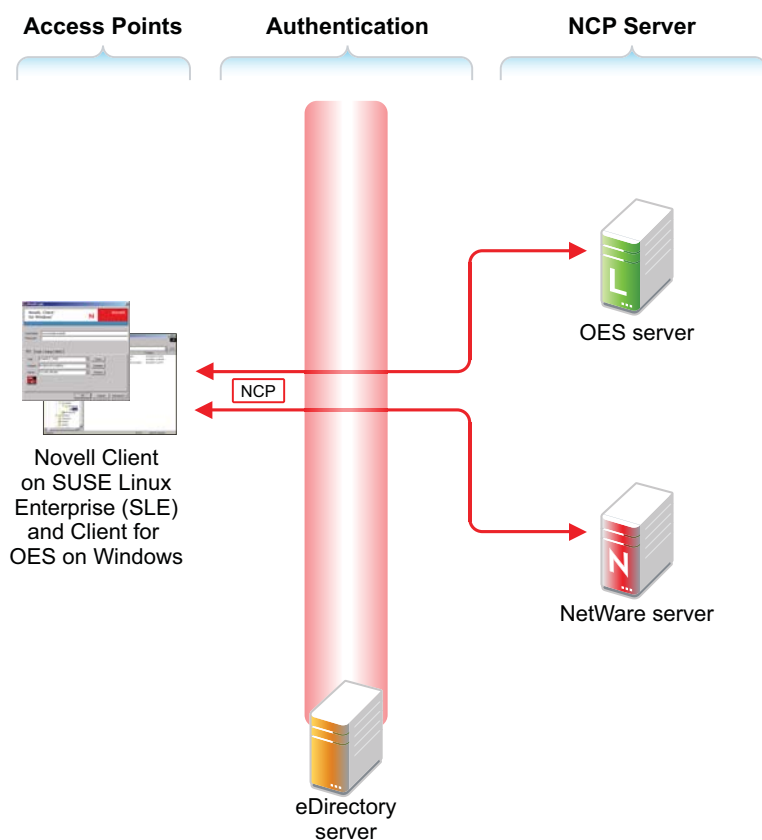 Access Points
Authentication
NCP Server
L
OES server
NCP
N
Novell Client
on SUSE Linux
Enterprise (SLE)
and Client for
OES on Windows
N
NetWare server
eDirectory
server